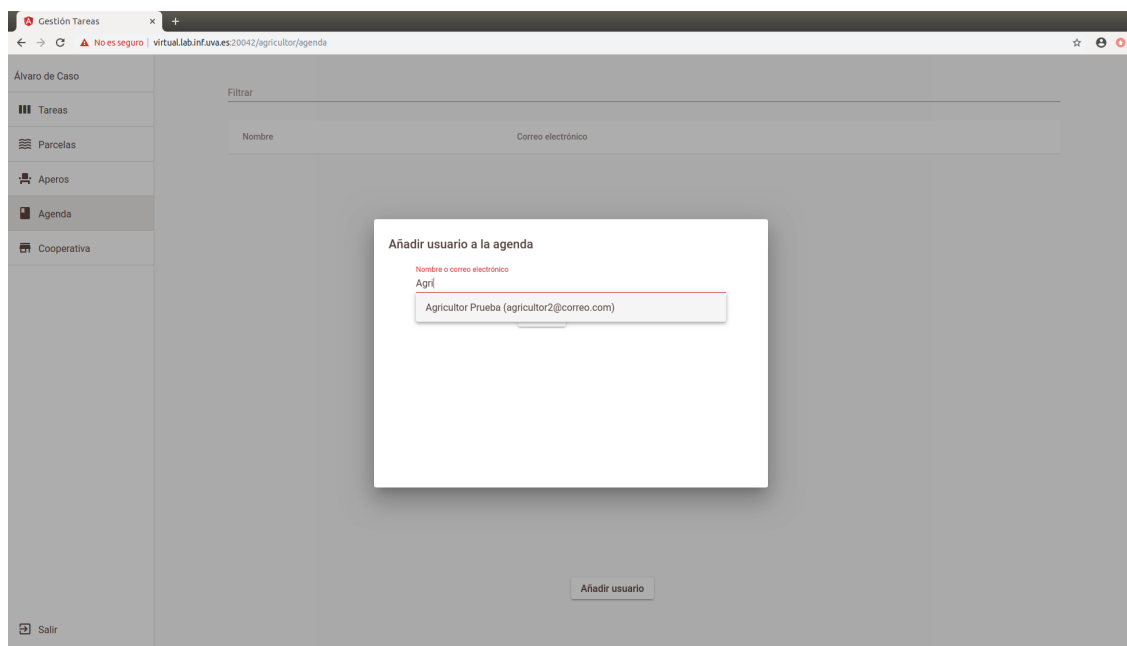 Gestión Tareas
No es seguro | virtual.lab.inf.uva.es:20042/agricultor/agenda
Álvaro de Caso
Tareas
Parcelas
Aperos
Agenda
Cooperativa
Salir
Filtrar
Nombre Correo electrónico
Añadir usuario a la agenda
Nombre o correo electrónico
Agri
Agricultor Prueba (agricultor2@correo.com)
Añadir usuario